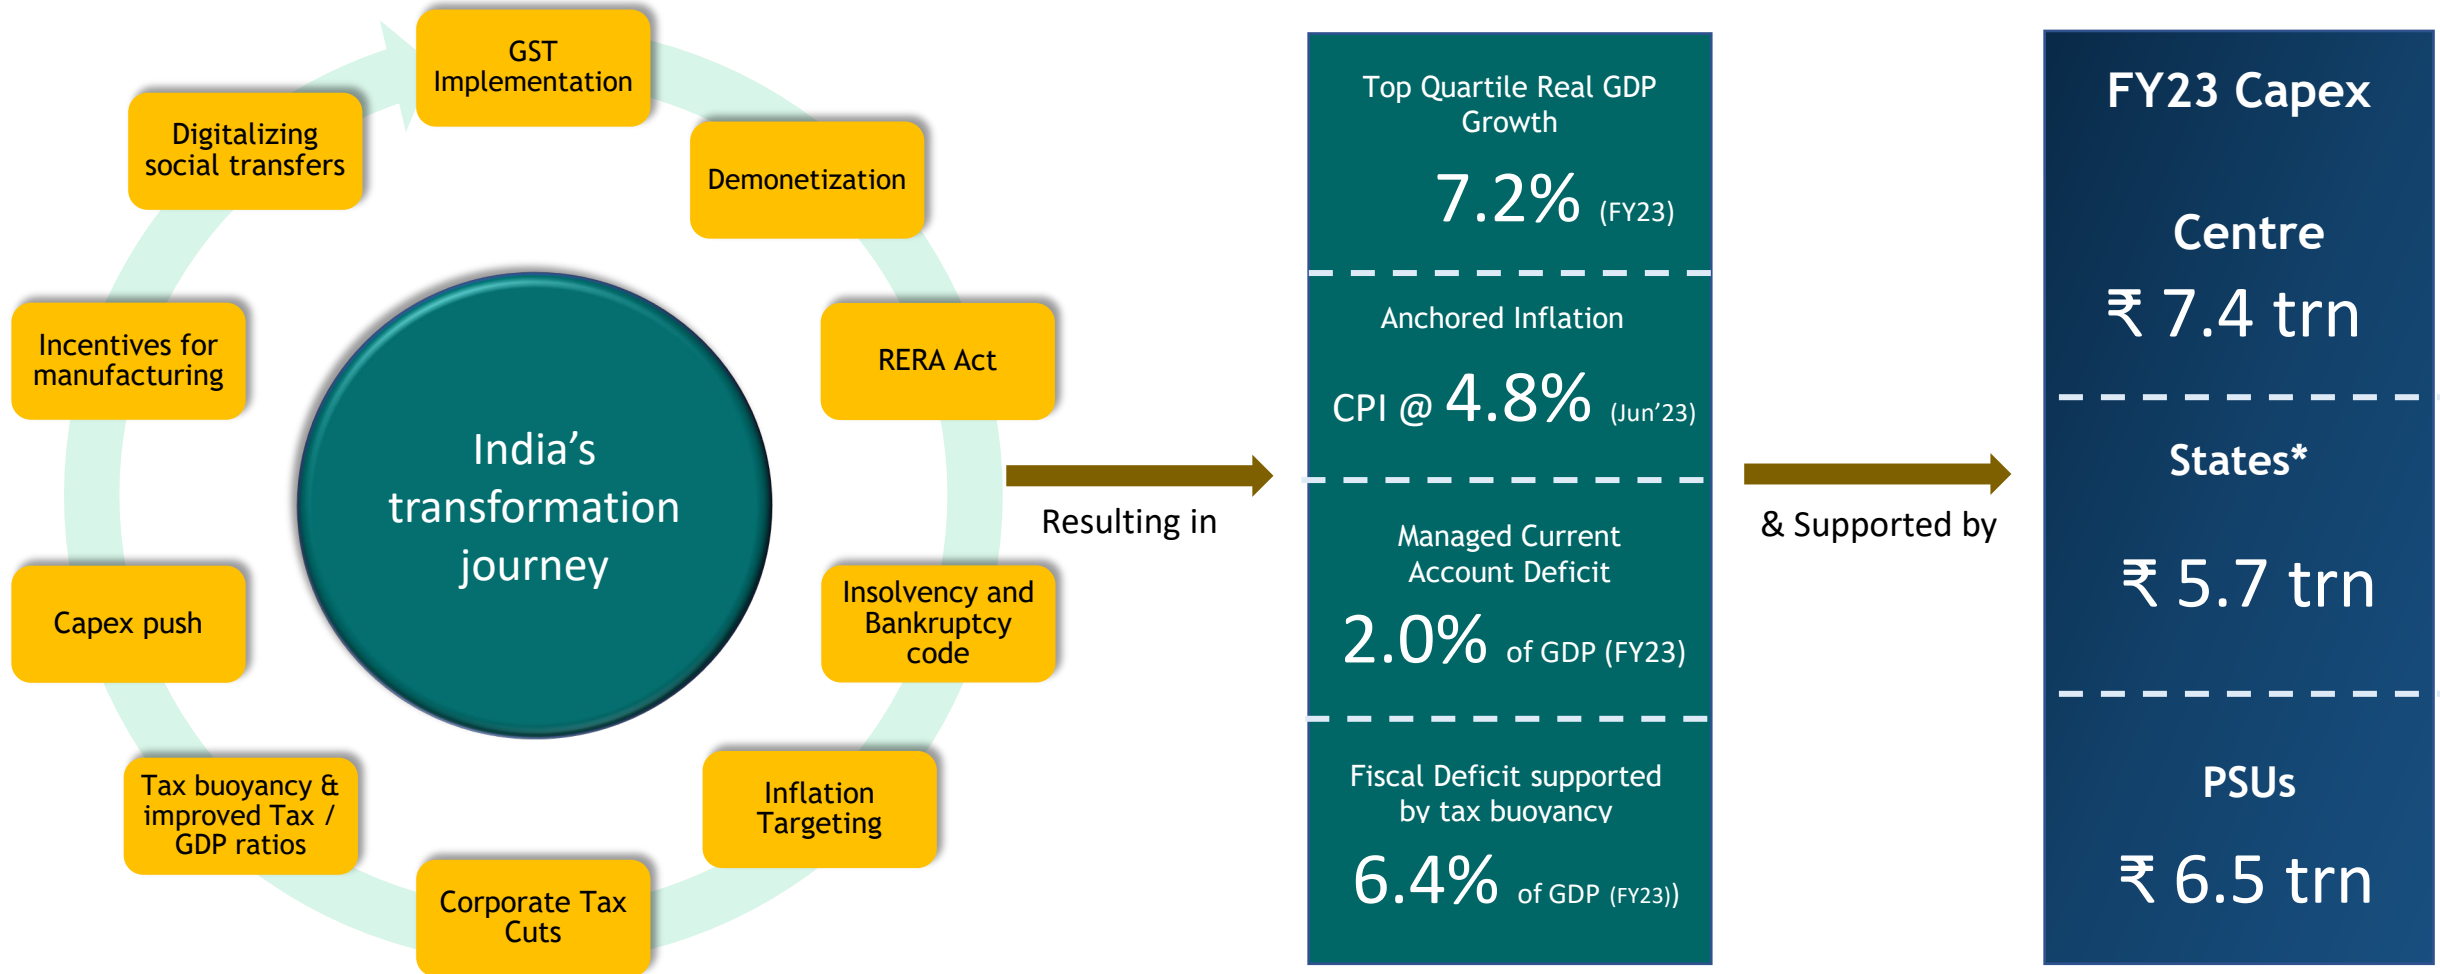 GST
Implementation
Demonetization
RERA Act
Insolvency and
Bankruptcy
code
Inflation
Targeting
Corporate Tax
Cuts
Tax buoyancy &
improved Tax /
GDP ratios
Capex push
Incentives for
manufacturing
Digitalizing
social transfers
India’s
transformation
journey
Resulting in
Top Quartile Real GDP
Growth
7.2% (FY23)
Anchored Inflation
CPI @ 4.8% (Jun’23)
Managed Current
Account Deficit
2.0% of GDP (FY23)
Fiscal Deficit supported
by tax buoyancy
6.4% of GDP (FY23))
& Supported by
FY23 Capex
Centre
₹ 7.4 trn
States*
₹ 5.7 trn
PSUs
₹ 6.5 trn